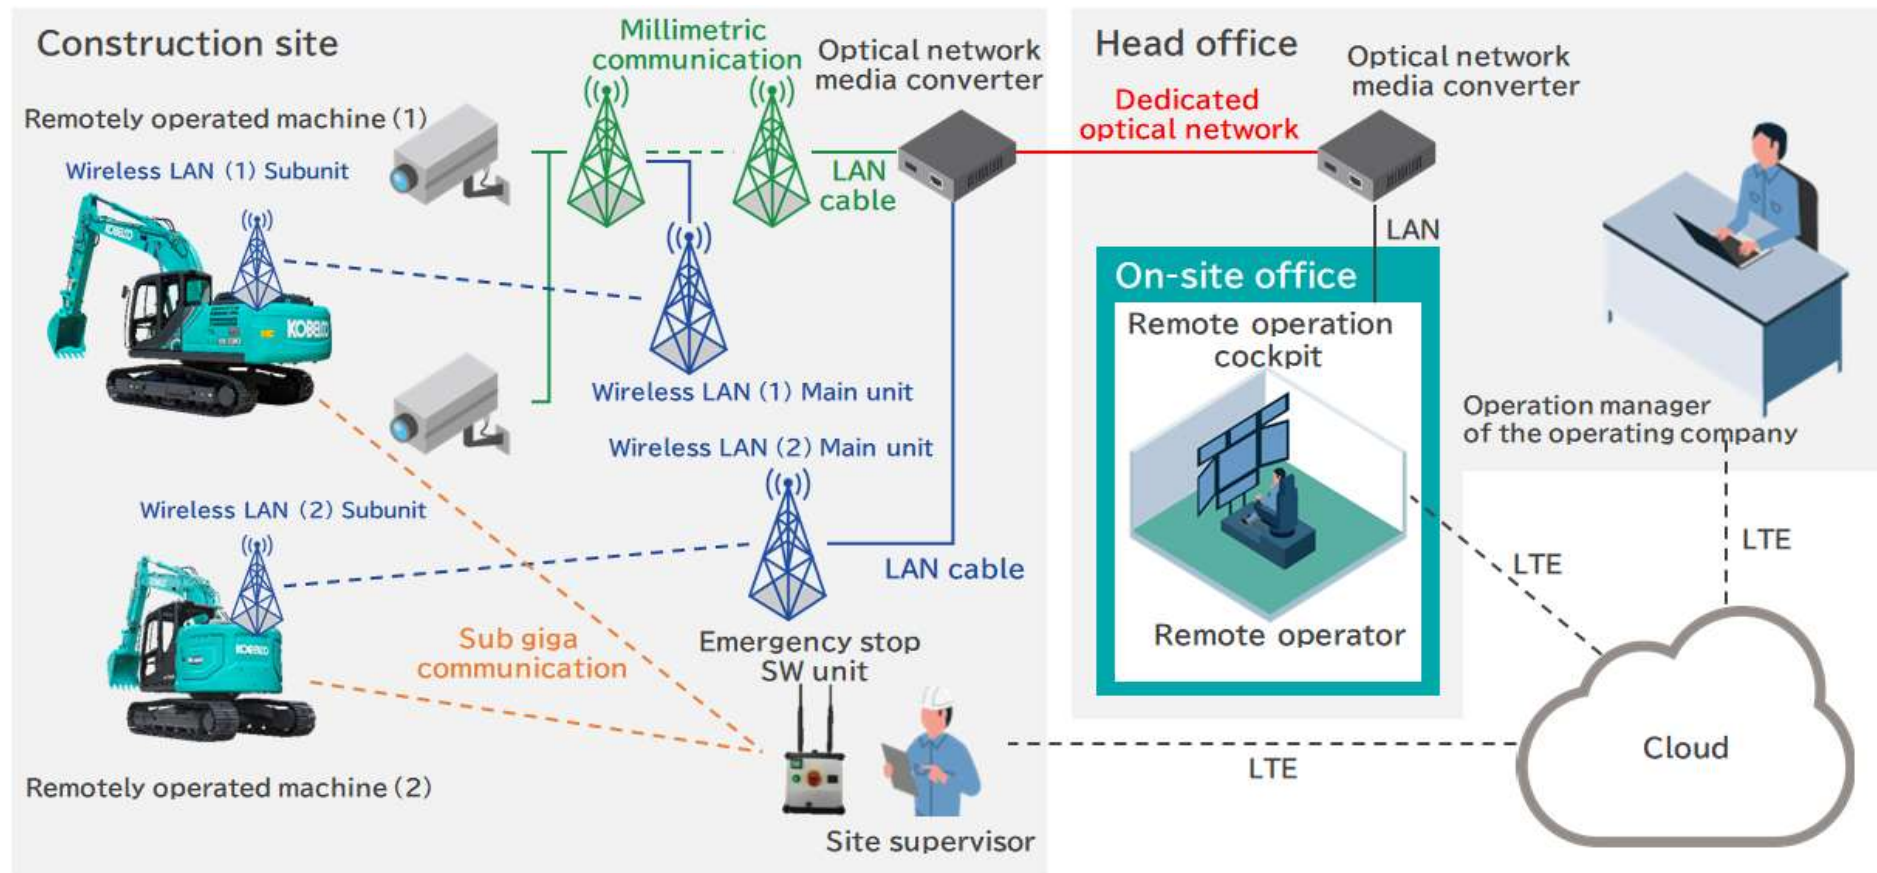 Construction site
Millimetric
communication
Optical network
media converter
Remotely operated machine (1)
Wireless LAN (1) Subunit
KOBELCO
KOBELCO
LAN
cable
Wireless LAN (1) Main unit
Wireless LAN (2) Main unit
Wireless LAN (2) Subunit
LAN cable
KOBELCO
Sub giga
communication
Emergency stop
SW unit
Remotely operated machine (2)
Site supervisor
Head office
Dedicated
optical network
Optical network
media converter
LAN
On-site office
Remote operation
cockpit
Remote operator
Operation manager
of the operating company
LTE
LTE
LTE
Cloud